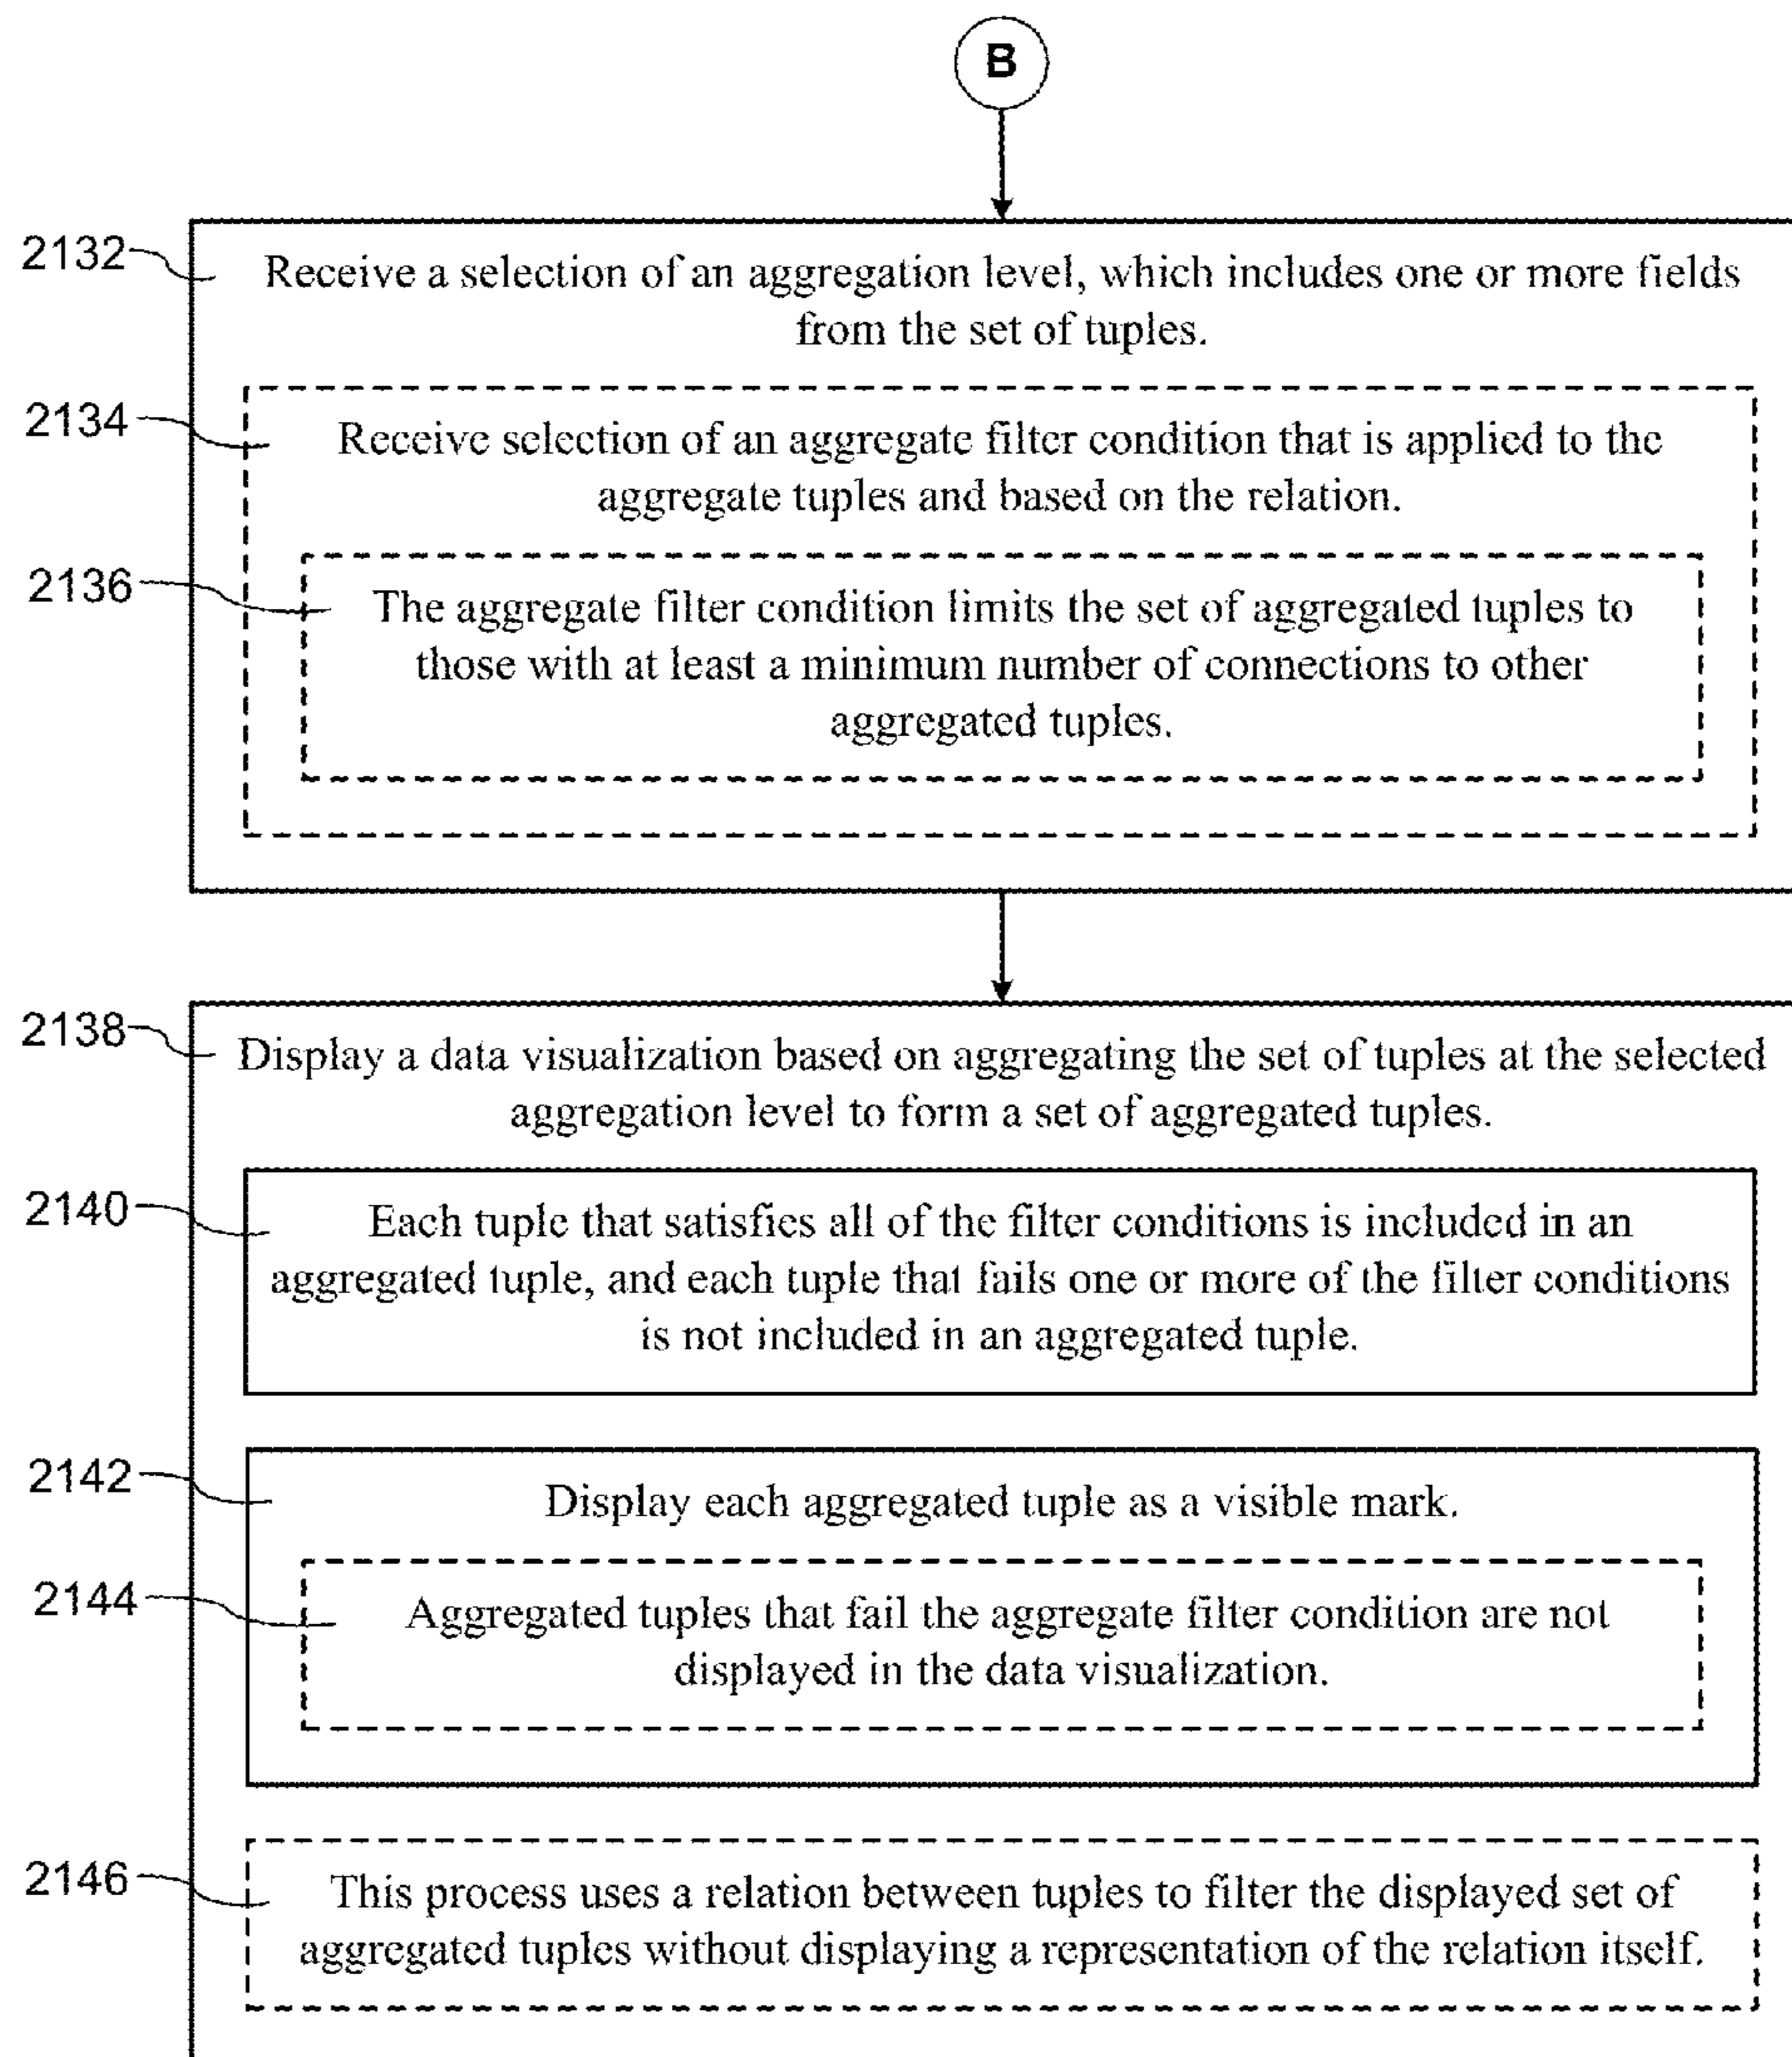 B
2132
Receive a selection of an aggregation level, which includes one or more fields
from the set of tuples.
2134
Receive selection of an aggregate filter condition that is applied to the
aggregate tuples and based on the relation.
2136
The aggregate filter condition limits the set of aggregated tuples to
those with at least a minimum number of connections to other
aggregated tuples.
2138
Display a data visualization based on aggregating the set of tuples at the selected
aggregation level to form a set of aggregated tuples.
2140
Each tuple that satisfies all of the filter conditions is included in an
aggregated tuple, and each tuple that fails one or more of the filter conditions
is not included in an aggregated tuple.
2142
Display each aggregated tuple as a visible mark.
2144
Aggregated tuples that fail the aggregate filter condition are not
displayed in the data visualization.
2146
This process uses a relation between tuples to filter the displayed set of
aggregated tuples without displaying a representation of the relation itself.